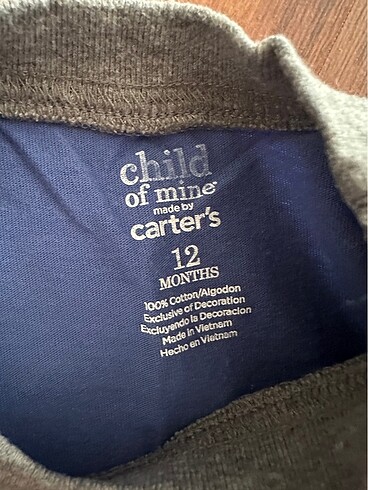 child
of mine
made by
carter's
12
MONTHS
100% Cotton/Algodon
Exclusive of Decoration
Excluyendo la Decoracion
Made in Vietnam
Hecho en Vietnam